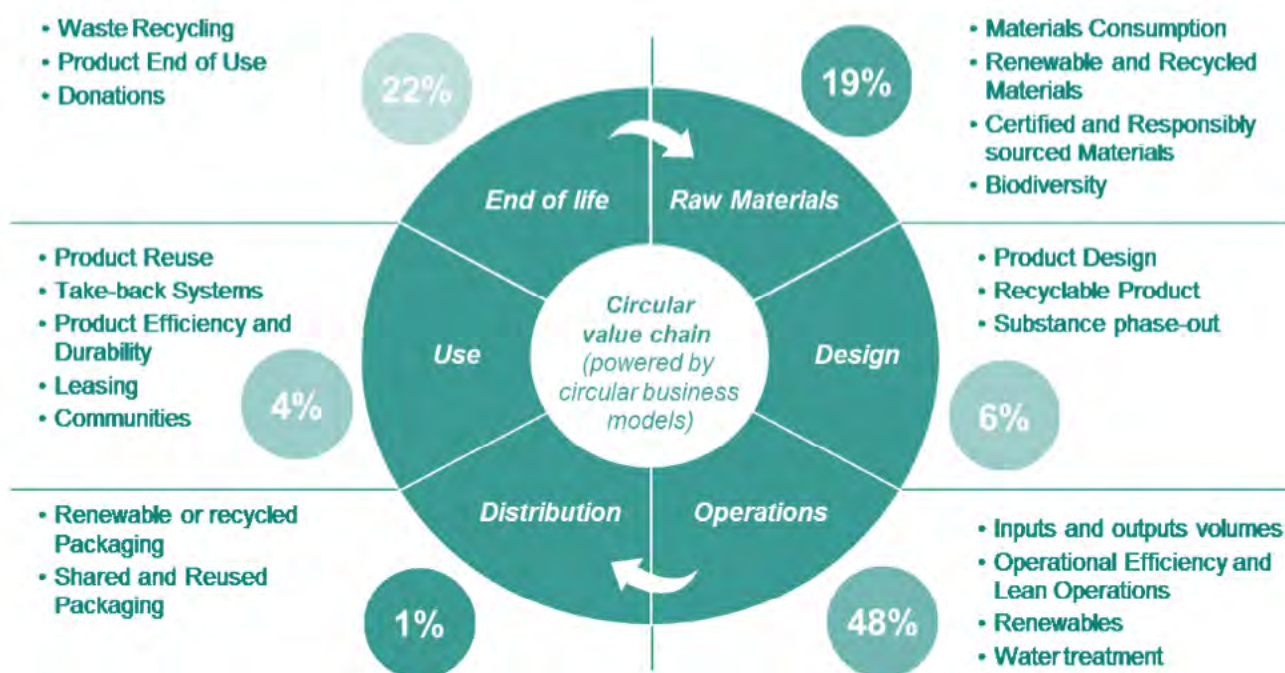 • Waste Recycling
• Product End of Use
• Donations
22%
19%
• Materials Consumption
• Renewable and Recycled
Materials
• Certified and Responsibly
sourced Materials
• Biodiversity
End of life
Raw Materials
• Product Reuse
• Take-back Systems
• Product Efficiency and
Durability
• Leasing
• Communities
4%
Use
Circular
value chain
(powered by
circular business
models)
Design
• Product Design
• Recyclable Product
• Substance phase-out
6%
• Renewable or recycled
Packaging
• Shared and Reused
Packaging
1%
Distribution
Operations
48%
• Inputs and outputs volumes
• Operational Efficiency and
Lean Operations
• Renewables
• Water treatment